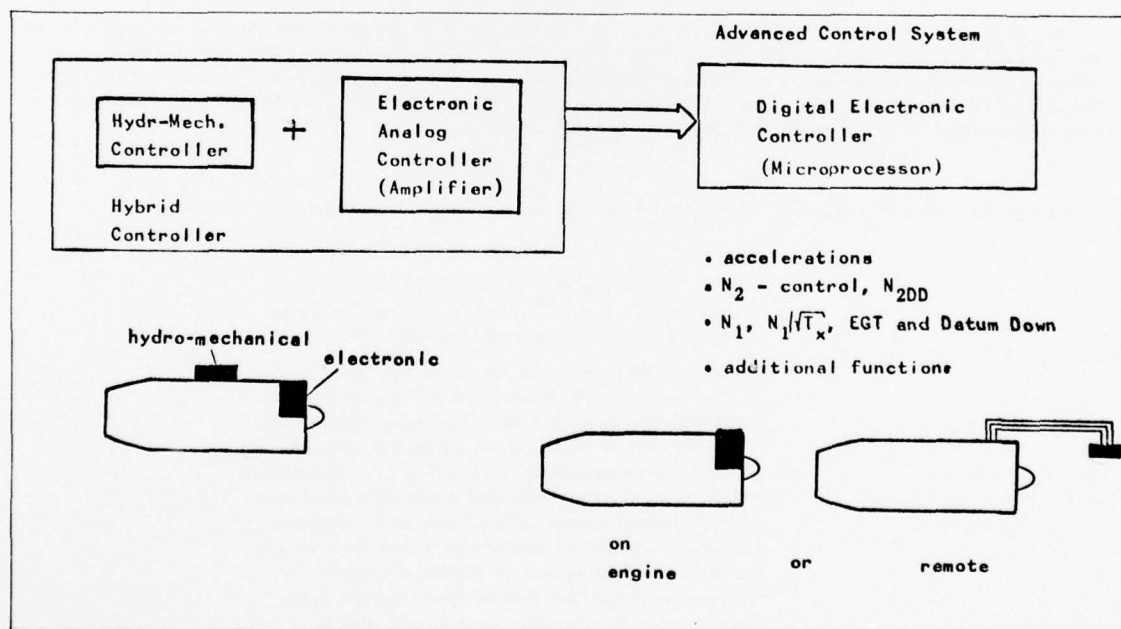 Advanced Control System
Hydr-Mech.
Controller
+
Electronic
Analog
Controller
(Amplifier)
Hybrid
Controller
Digital Electronic
Controller
(Microprocessor)
• accelerations
• N₂ - control, N₂DD
• N₁, N₁/√Tₓ, EGT and Datum Down
• additional functions
hydro-mechanical
electronic
on
engine
or
remote